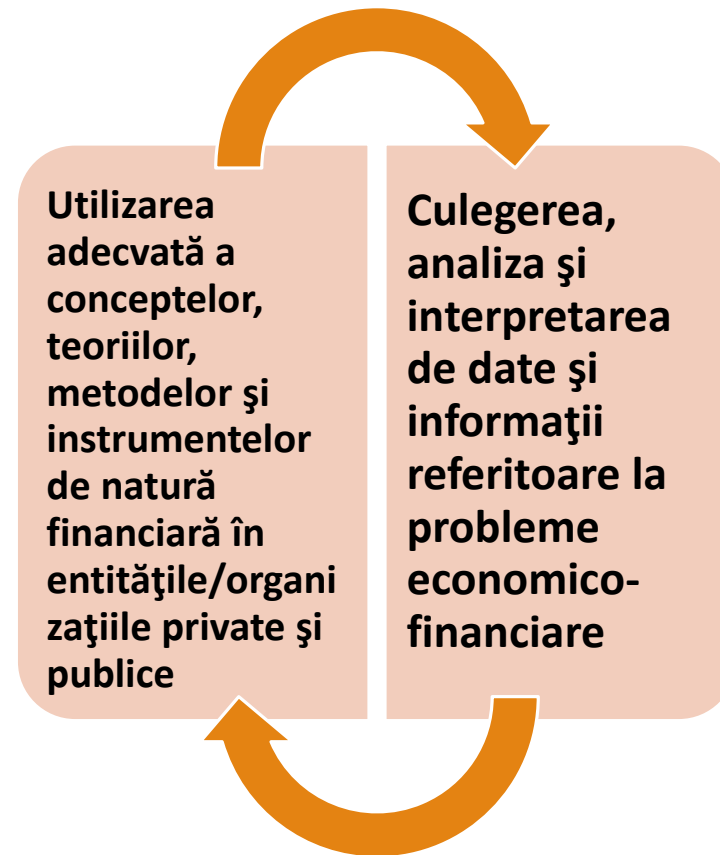 Utilizarea
adecvată a
conceptelor,
teoriilor,
metodelor şi
instrumentelor
de natură
financiară în
entităţile/organi
zaţiile private şi
publice
Culegerea,
analiza şi
interpretarea
de date şi
informaţii
referitoare la
probleme
economico-
financiare